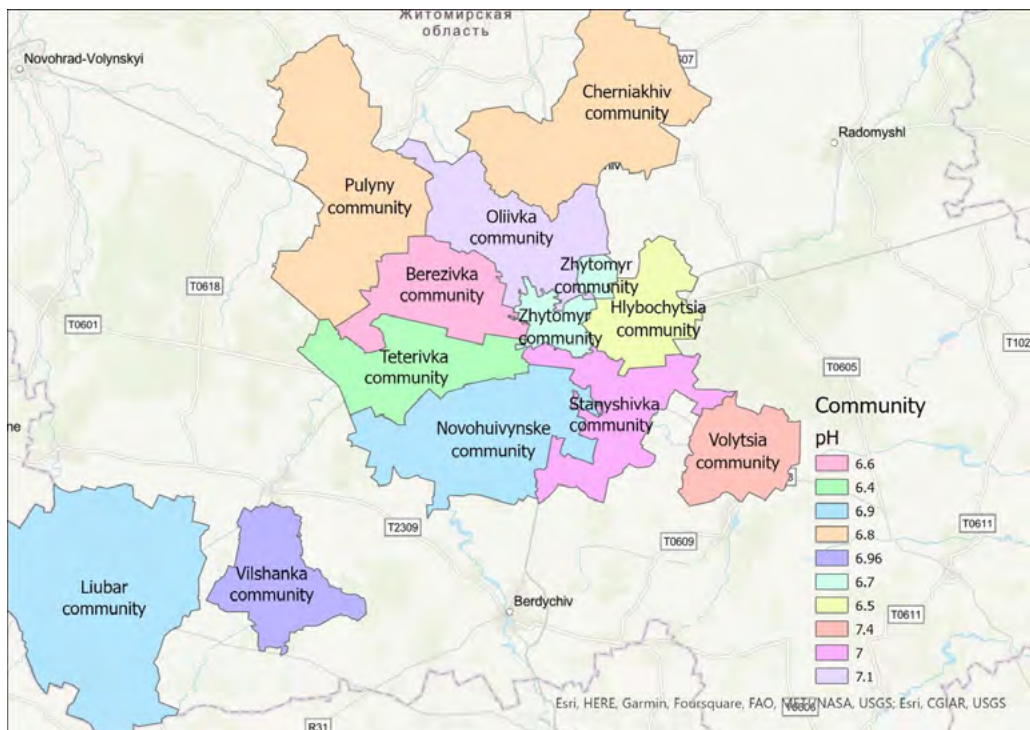 Житомирская
область
Novohrad-Volynskyi
Cherniakhiv
community
Radomyshl
Pulyny
community
Oliivka
community
Zhytomyr
community
Berezivka
community
T0618
Hlybochytsia
community
Zhytomyr
community
T0601
T102
Teterivka
community
T0605
Stanyshivka
community
Novohuivynske
community
Volytsia
community
ne
T2309
T0609
T0611
Liubar
community
Vilshanka
community
Berdychiv
T0611
R31
Community
pH
6.6
6.4
6.9
6.8
6.96
6.7
6.5
7.4
7
7.1
Esri, HERE, Garmin, Foursquare, FAO, METI/NASA, USGS; Esri, CGIAR, USGS